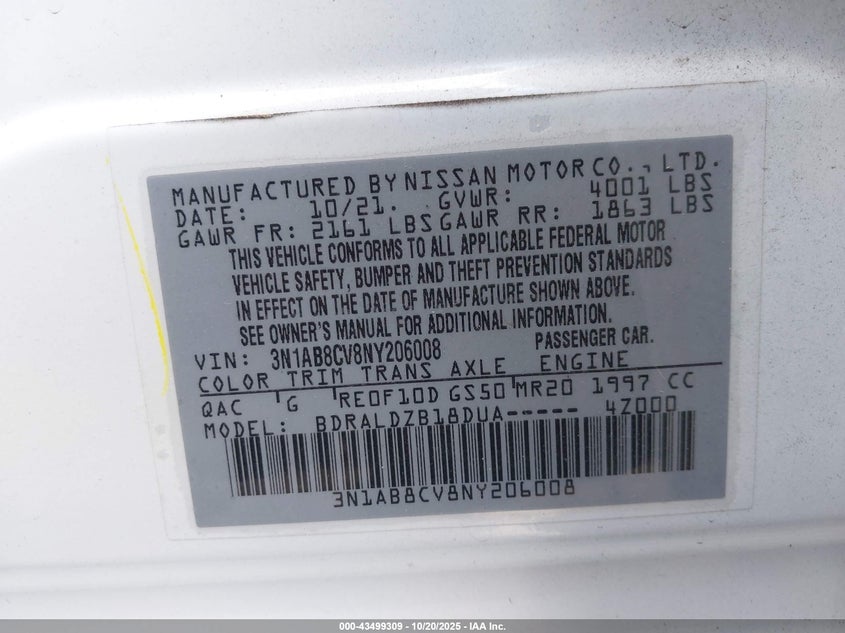 MANUFACTURED BY NISSAN MOTOR CO., LTD.
DATE: 10/21. GVWR: 4001 LBS
GAWR FR: 2161 LBS GAWR RR: 1863 LBS
THIS VEHICLE CONFORMS TO ALL APPLICABLE FEDERAL MOTOR
VEHICLE SAFETY, BUMPER AND THEFT PREVENTION STANDARDS
IN EFFECT ON THE DATE OF MANUFACTURE SHOWN ABOVE.
SEE OWNER'S MANUAL FOR ADDITIONAL INFORMATION.
VIN: 3N1AB8CV8NY206008 PASSENGER CAR.
COLOR TRIM TRANS AXLE ENGINE
QAC G RE0F10D GS50 MR20 1997 CC
MODEL: BDRALDZB18DUA----- 4Z000
3N1AB8CV8NY206008
000-43499309 | 10/20/2025 - IAA Inc.